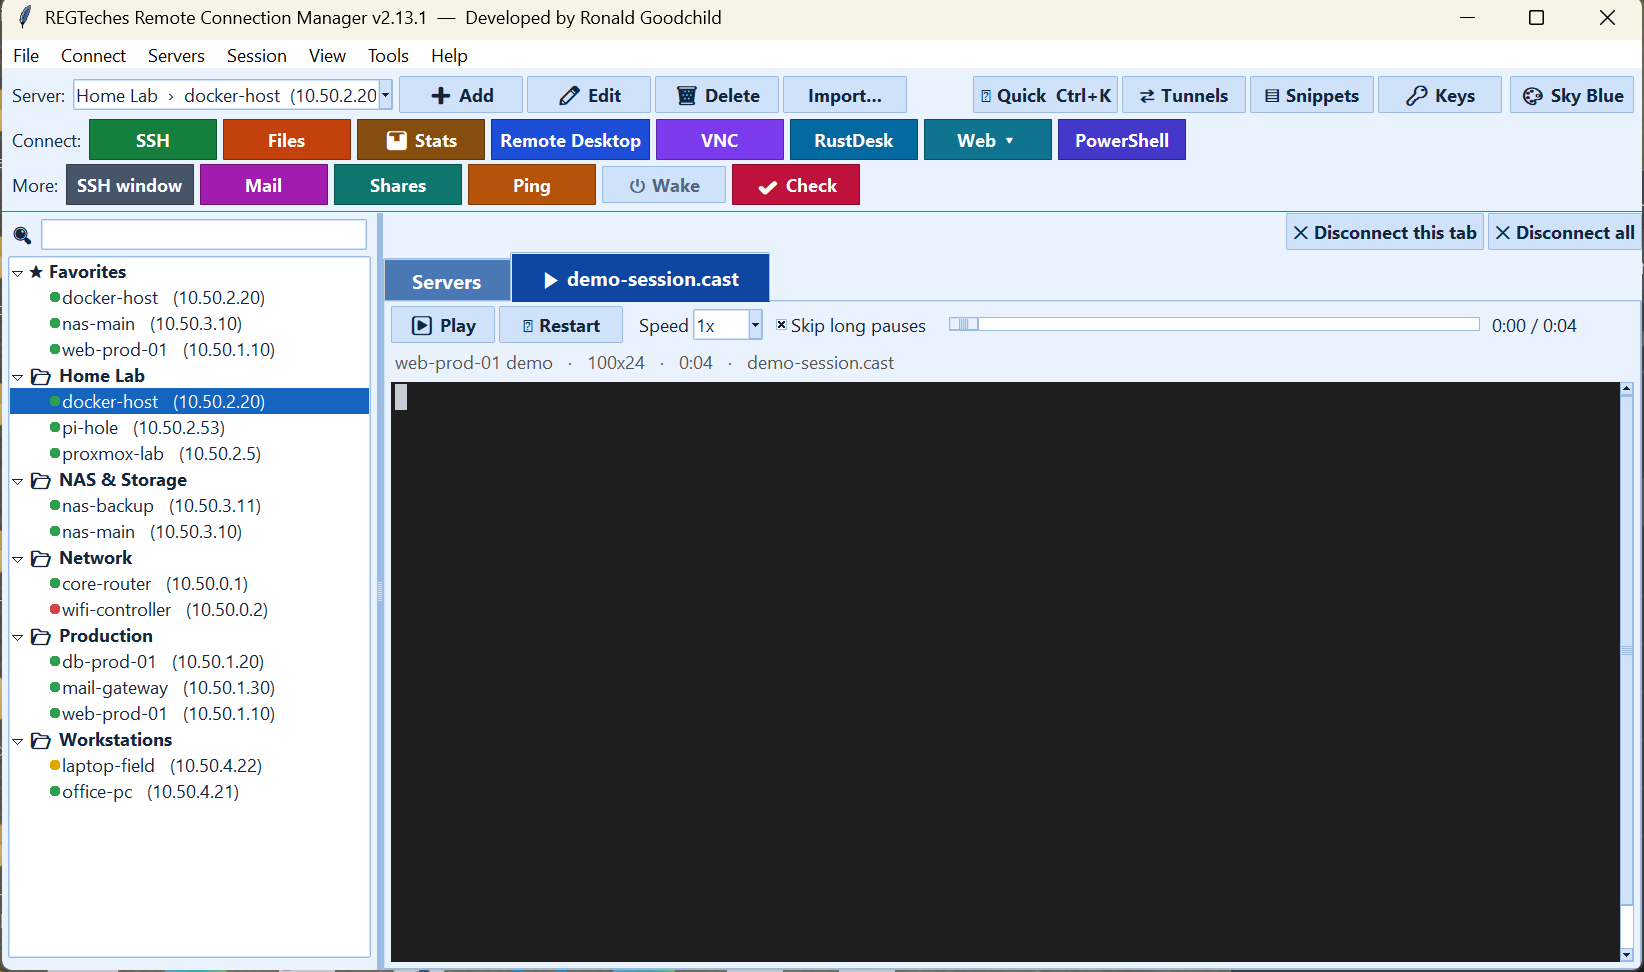 REGTeches Remote Connection Manager v2.13.1 — Developed by Ronald Goodchild
File Connect Servers Session View Tools Help
Server: Home Lab › docker-host (10.50.2.20 Add Edit Delete Import... Quick Ctrl+K Tunnels Snippets Keys Sky Blue
Connect: SSH Files Stats Remote Desktop VNC RustDesk Web PowerShell
More: SSH window Mail Shares Ping Wake Check
Disconnect this tab Disconnect all
Favorites
docker-host (10.50.2.20)
nas-main (10.50.3.10)
web-prod-01 (10.50.1.10)
Home Lab
docker-host (10.50.2.20)
pi-hole (10.50.2.53)
proxmox-lab (10.50.2.5)
NAS & Storage
nas-backup (10.50.3.11)
nas-main (10.50.3.10)
Network
core-router (10.50.0.1)
wifi-controller (10.50.0.2)
Production
db-prod-01 (10.50.1.20)
mail-gateway (10.50.1.30)
web-prod-01 (10.50.1.10)
Workstations
laptop-field (10.50.4.22)
office-pc (10.50.4.21)
Servers demo-session.cast
Play Restart Speed 1x Skip long pauses 0:00 / 0:04
web-prod-01 demo · 100x24 · 0:04 · demo-session.cast